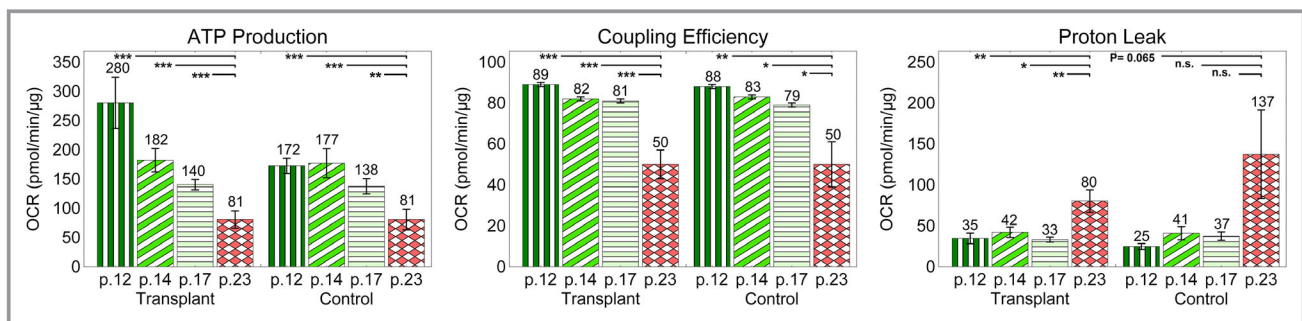 ATP Production
OCR (pmol/min/µg)
350
300
250
200
150
100
50
0
*** ***
*** ***
*** **
280 182 140 81 172 177 138 81
p.12 p.14 p.17 p.23 p.12 p.14 p.17 p.23
Transplant Control
Coupling Efficiency
OCR (pmol/min/µg)
100
80
60
40
20
0
*** **
*** *
*** *
89 82 81 50 88 83 79 50
p.12 p.14 p.17 p.23 p.12 p.14 p.17 p.23
Transplant Control
Proton Leak
OCR (pmol/min/µg)
250
200
150
100
50
0
** P= 0.065
* n.s.
** n.s.
35 42 33 80 25 41 37 137
p.12 p.14 p.17 p.23 p.12 p.14 p.17 p.23
Transplant Control